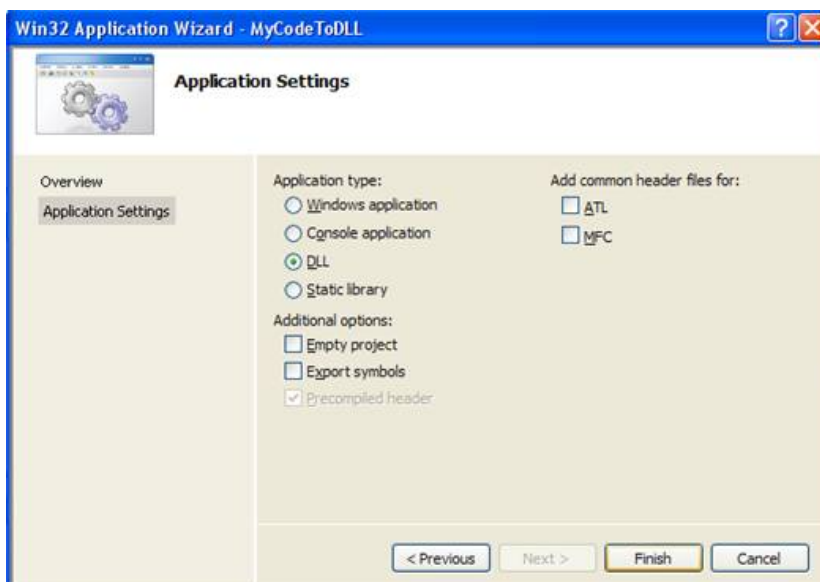 Win32 Application Wizard - MyCodeToDLL
Application Settings
Overview
Application Settings
Application type:
Windows application
Console application
DLL
Static library
Additional options:
Empty project
Export symbols
Precompiled header
Add common header files for:
ATL
MFC
< Previous
Next >
Finish
Cancel